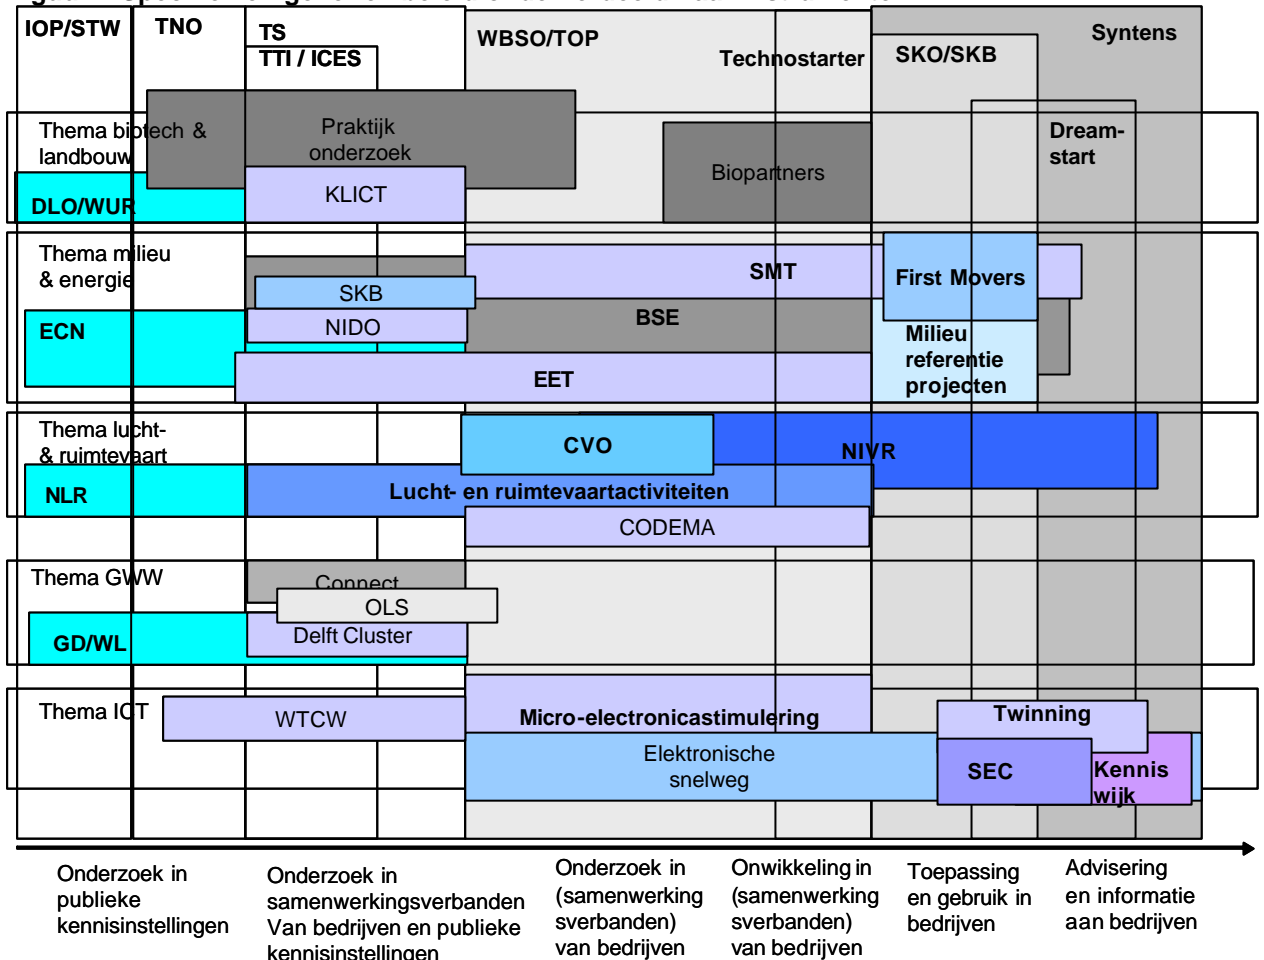 IOP/STW
TNO
TS
TTI / ICES
WBSO/TOP
Technostarter
SKO/SKB
Syntens
Thema biotech &
landbouw
Praktijk
onderzoek
Dream-
start
Biopartners
KLICT
DLO/WUR
Thema milieu
& energie
SMT
First Movers
SKB
NIDO
BSE
ECN
Milieu
referentie
projecten
EET
Thema lucht-
& ruimtevaart
CVO
NIVR
NLR
Lucht- en ruimtevaartactiviteiten
CODEMA
Thema GWW
Connect
OLS
Delft Cluster
GD/WL
Thema ICT
WTCW
Micro-electronicastimulering
Twinning
Elektronische
snelweg
SEC
Kennis
wijk
Onderzoek in
publieke
kennisinstellingen
Onderzoek in
samenwerkingsverbanden
Van bedrijven en publieke
kennisinstellingen
Onderzoek in
(samenwerking
sverbanden)
van bedrijven
Onwikkeling in
(samenwerking
sverbanden)
van bedrijven
Toepassing
en gebruik in
bedrijven
Advisering
en informatie
aan bedrijven